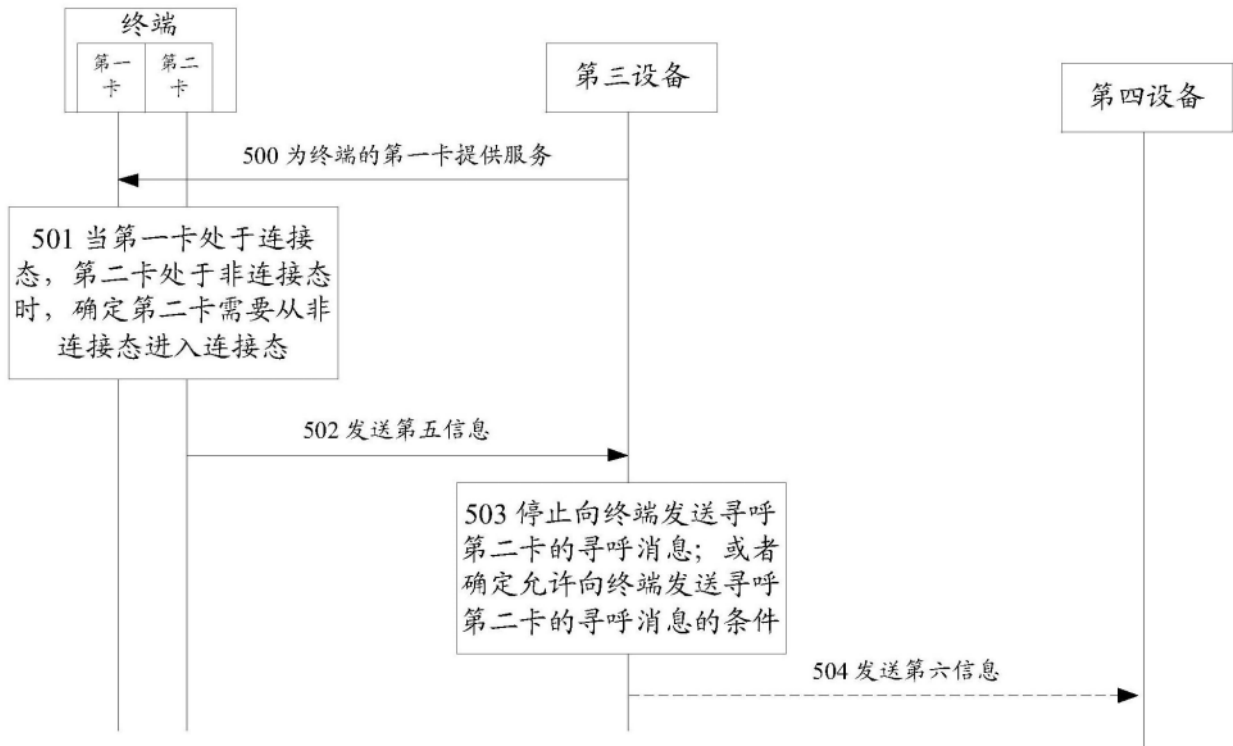 终端
第一
卡
第二
卡
第三设备
第四设备
500 为终端的第一卡提供服务
501 当第一卡处于连接
态，第二卡处于非连接态
时，确定第二卡需要从非
连接态进入连接态
502 发送第五信息
503 停止向终端发送寻呼
第二卡的寻呼消息；或者
确定允许向终端发送寻呼
第二卡的寻呼消息的条件
504 发送第六信息